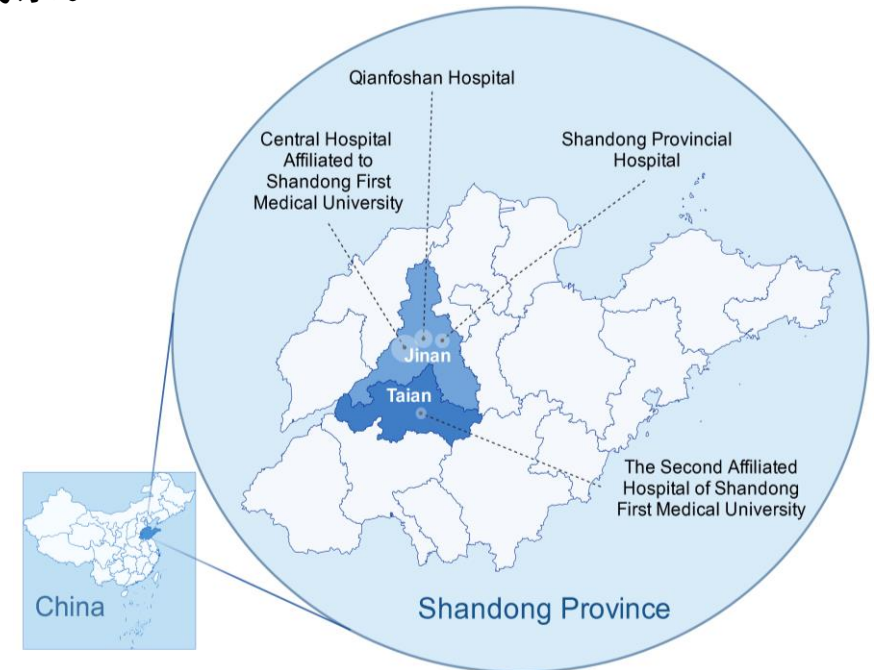 Qianfoshan Hospital
Central Hospital
Affiliated to
Shandong First
Medical University
Shandong Provincial
Hospital
Jinan
Taian
The Second Affiliated
Hospital of Shandong
First Medical University
China
Shandong Province